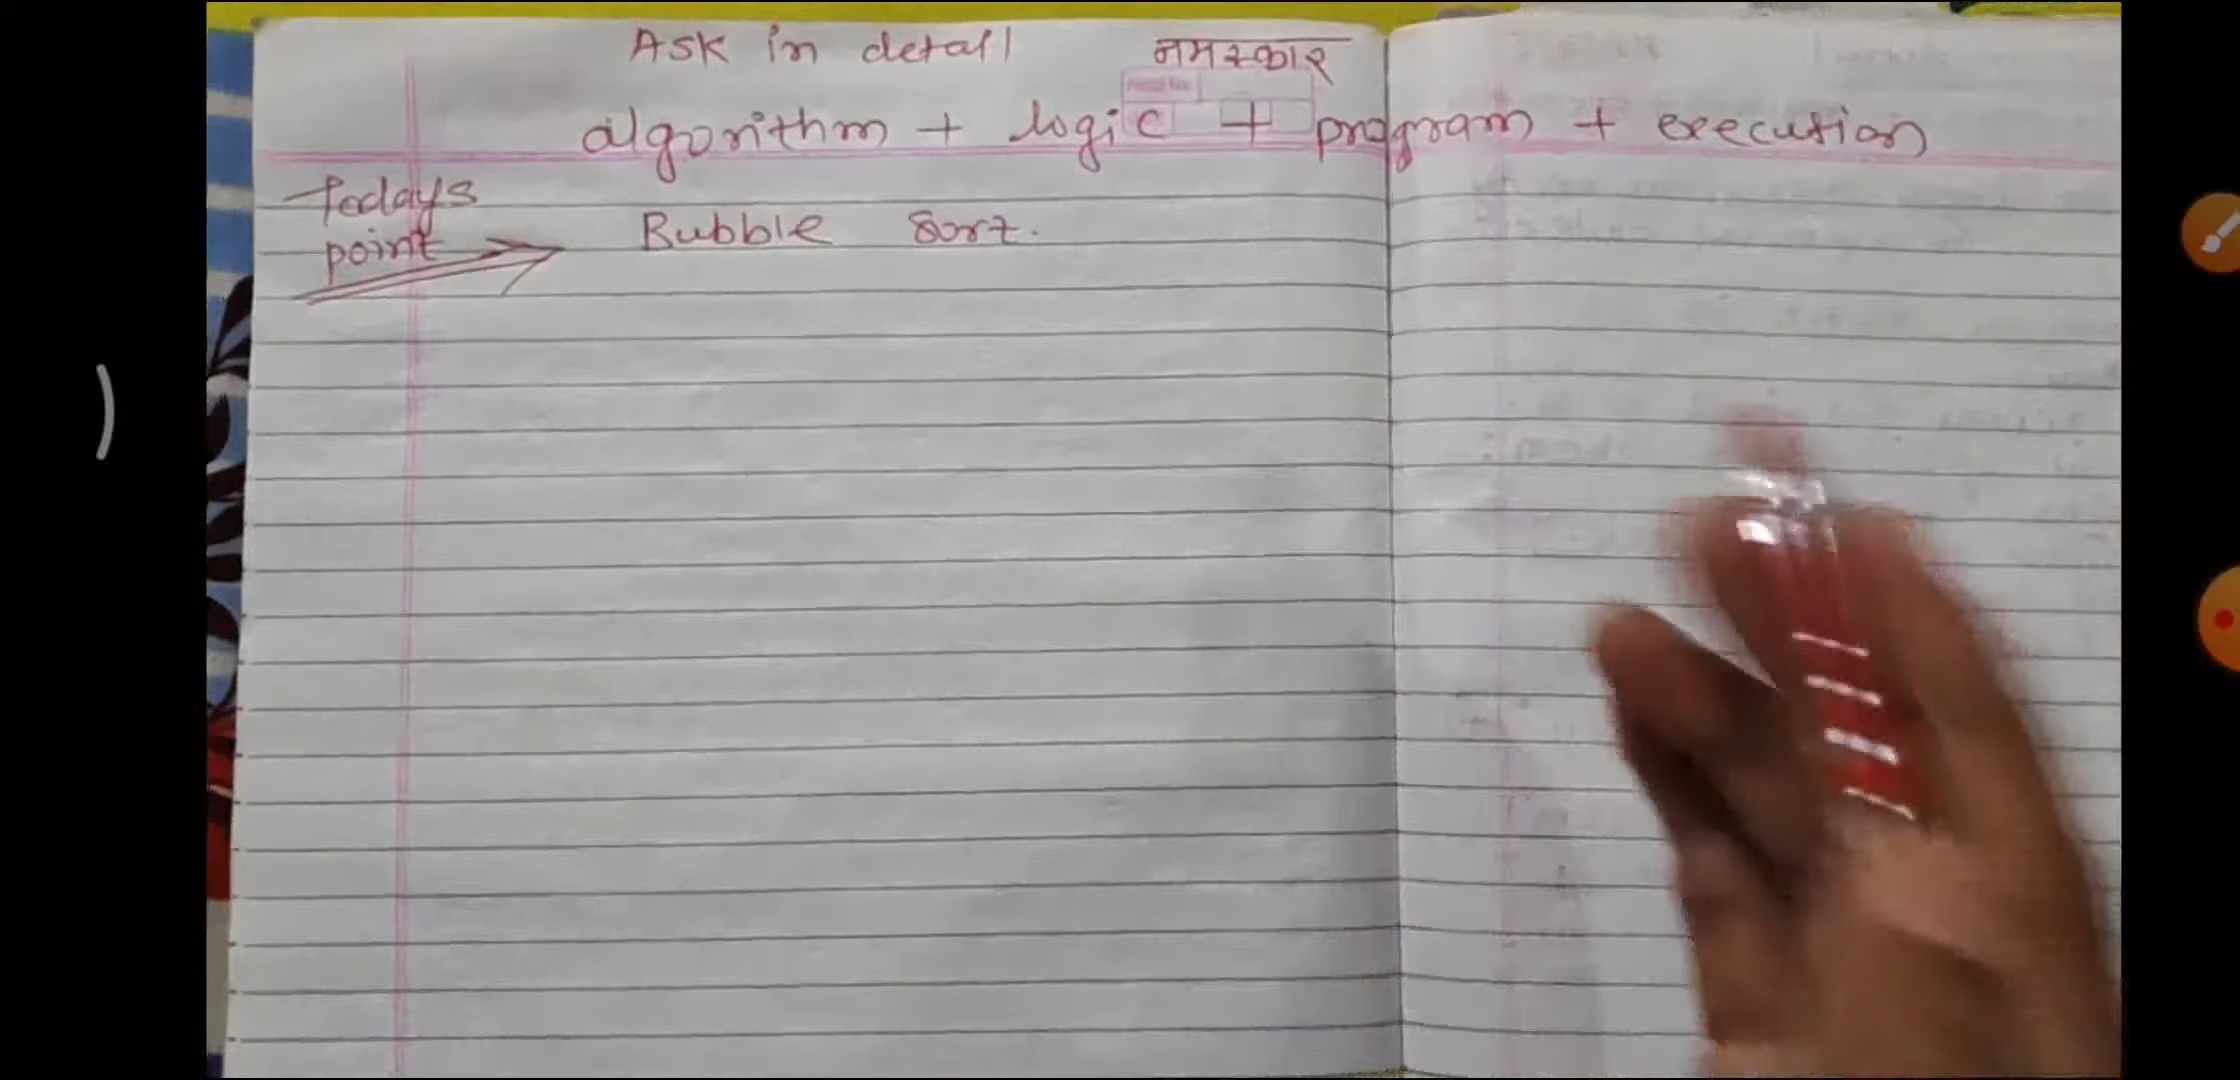 Ask in detail नमस्कार
algorithm + logic + program + execution
Todays
point
Bubble Sort.